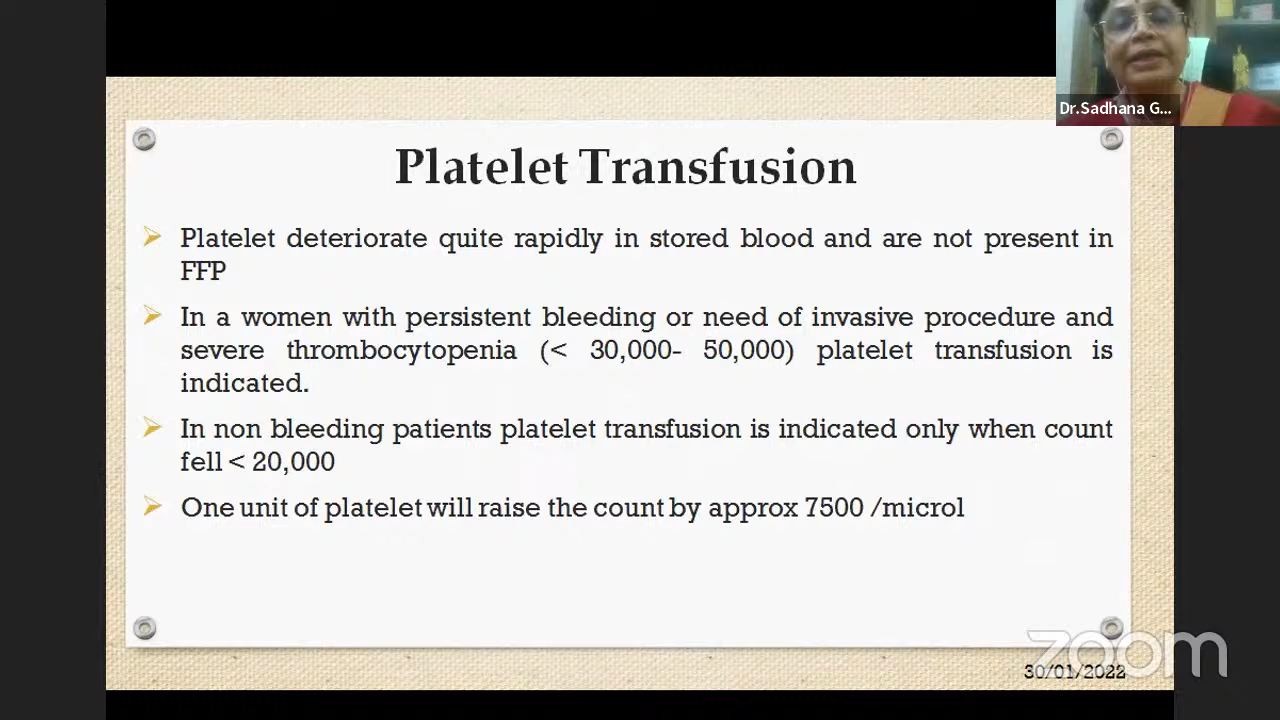 Dr.Sadhana G...
Platelet Transfusion
Platelet deteriorate quite rapidly in stored blood and are not present in
FFP
In a women with persistent bleeding or need of invasive procedure and
severe thrombocytopenia (< 30,000- 50,000) platelet transfusion is
indicated.
In non bleeding patients platelet transfusion is indicated only when count
fell < 20,000
One unit of platelet will raise the count by approx 7500 /microl
zoom
30/01/2022